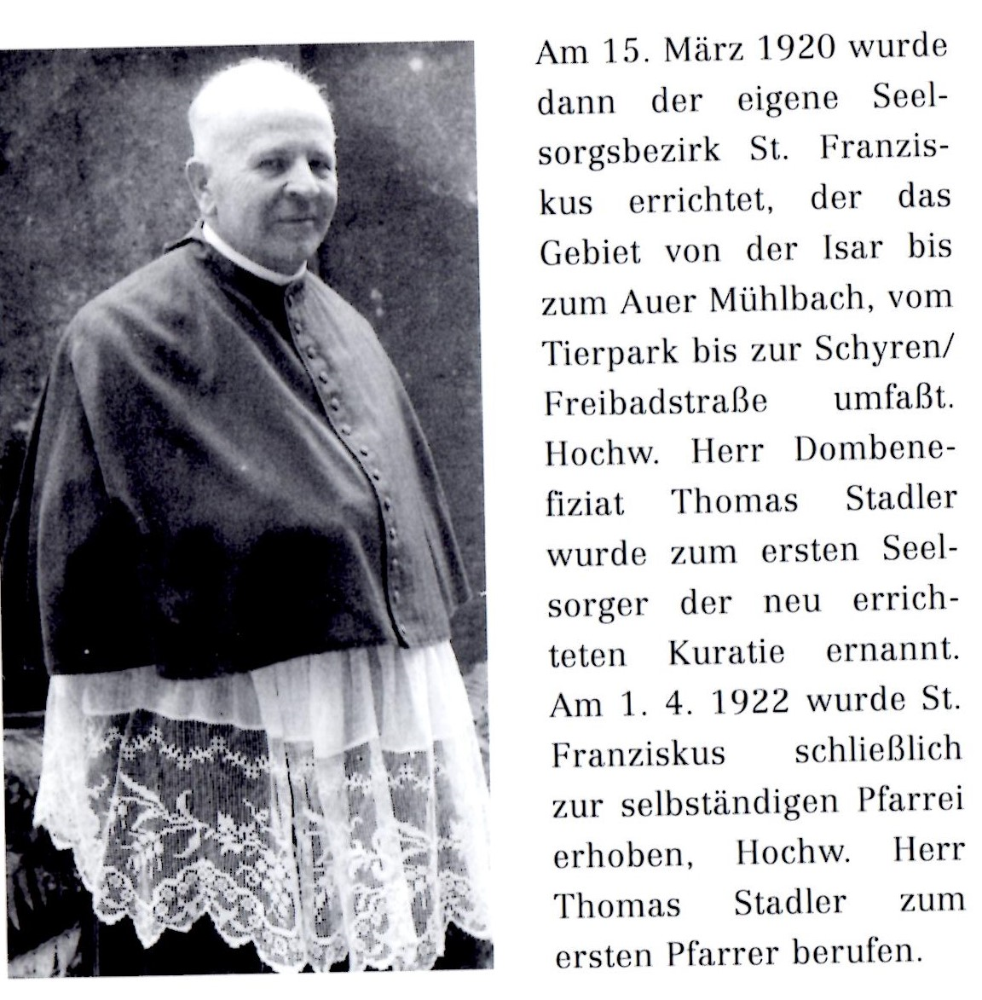 Am 15. März 1920 wurde
dann der eigene Seel-
sorgsbezirk St. Franzis-
kus errichtet, der das
Gebiet von der Isar bis
zum Auer Mühlbach, vom
Tierpark bis zur Schyren/
Freibadstraße umfaßt.
Hochw. Herr Dombene-
fiziat Thomas Stadler
wurde zum ersten Seel-
sorger der neu errich-
teten Kuratie ernannt.
Am 1. 4. 1922 wurde St.
Franziskus schließlich
zur selbständigen Pfarrei
erhoben, Hochw. Herr
Thomas Stadler zum
ersten Pfarrer berufen.